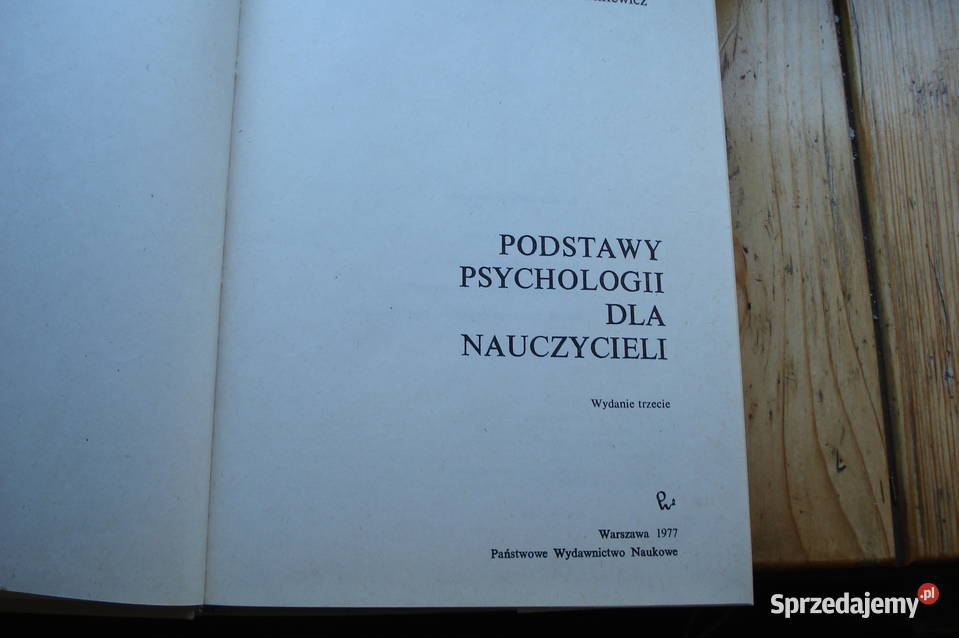 PODSTAWY
PSYCHOLOGII
DLA
NAUCZYCIELI
Wydanie trzecie
Warszawa 1977
Państwowe Wydawnictwo Naukowe
Sprzedajemy.pl